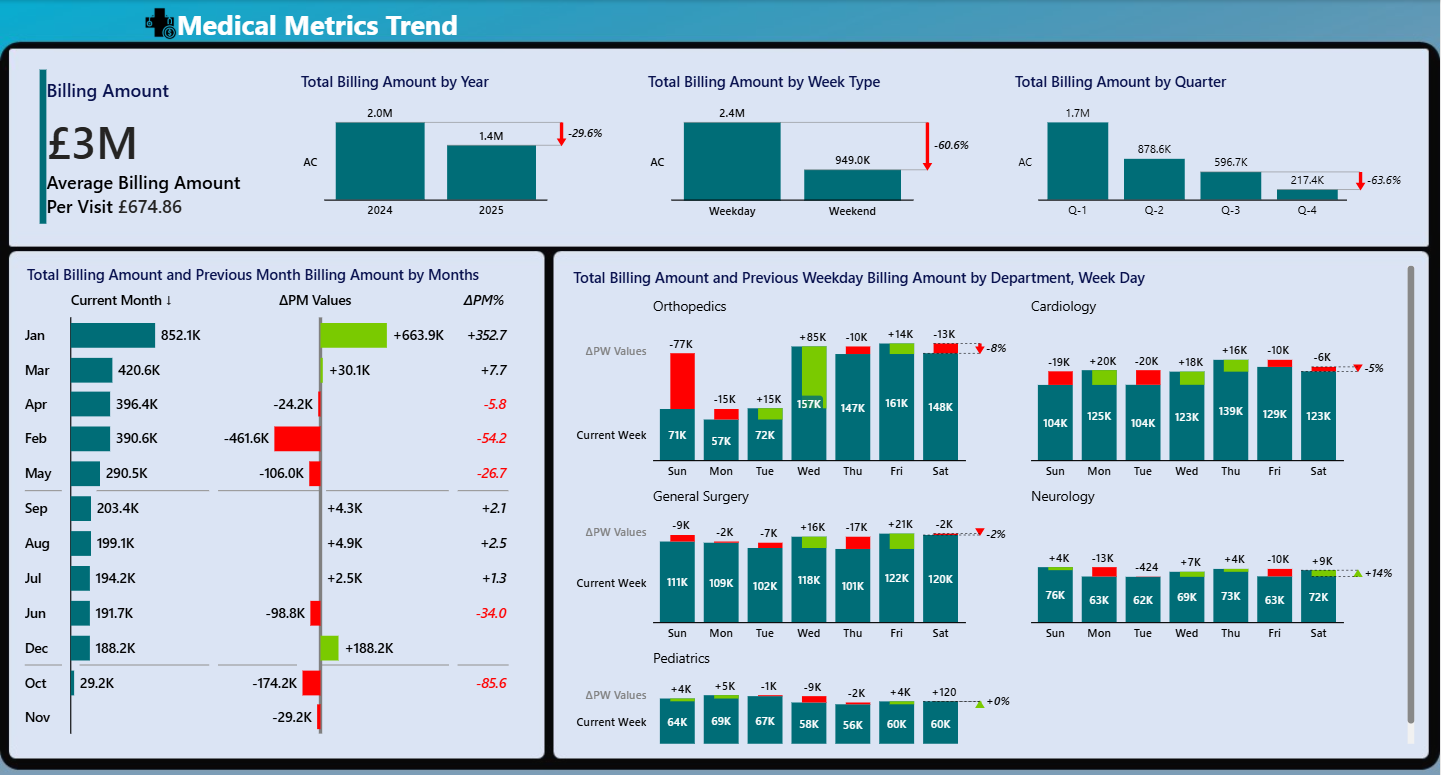 Medical Metrics Trend
Billing Amount
£3M
Average Billing Amount
Per Visit £674.86
Total Billing Amount by Year
2.0M
1.4M
-29.6%
AC
2024 2025
Total Billing Amount by Week Type
2.4M
949.0K
-60.6%
AC
Weekday Weekend
Total Billing Amount by Quarter
1.7M
878.6K
596.7K
217.4K
-63.6%
AC
Q-1 Q-2 Q-3 Q-4
Total Billing Amount and Previous Month Billing Amount by Months
Current Month ↓ ΔPM Values ΔPM%
Jan 852.1K +663.9K +352.7
Mar 420.6K +30.1K +7.7
Apr 396.4K -24.2K -5.8
Feb 390.6K -461.6K -54.2
May 290.5K -106.0K -26.7
Sep 203.4K +4.3K +2.1
Aug 199.1K +4.9K +2.5
Jul 194.2K +2.5K +1.3
Jun 191.7K -98.8K -34.0
Dec 188.2K +188.2K
Oct 29.2K -174.2K -85.6
Nov -29.2K
Total Billing Amount and Previous Weekday Billing Amount by Department, Week Day
Orthopedics
ΔPW Values -77K -15K +15K +85K -10K +14K -13K -8%
Current Week 71K 57K 72K 157K 147K 161K 148K
Sun Mon Tue Wed Thu Fri Sat
Cardiology
-19K +20K -20K +18K +16K -10K -6K -5%
104K 125K 104K 123K 139K 129K 123K
Sun Mon Tue Wed Thu Fri Sat
General Surgery
ΔPW Values -9K -2K -7K +16K -17K +21K -2K -2%
Current Week 111K 109K 102K 118K 101K 122K 120K
Sun Mon Tue Wed Thu Fri Sat
Neurology
+4K -13K -424 +7K +4K -10K +9K +14%
76K 63K 62K 69K 73K 63K 72K
Sun Mon Tue Wed Thu Fri Sat
Pediatrics
ΔPW Values +4K +5K -1K -9K -2K +4K +120 +0%
Current Week 64K 69K 67K 58K 56K 60K 60K